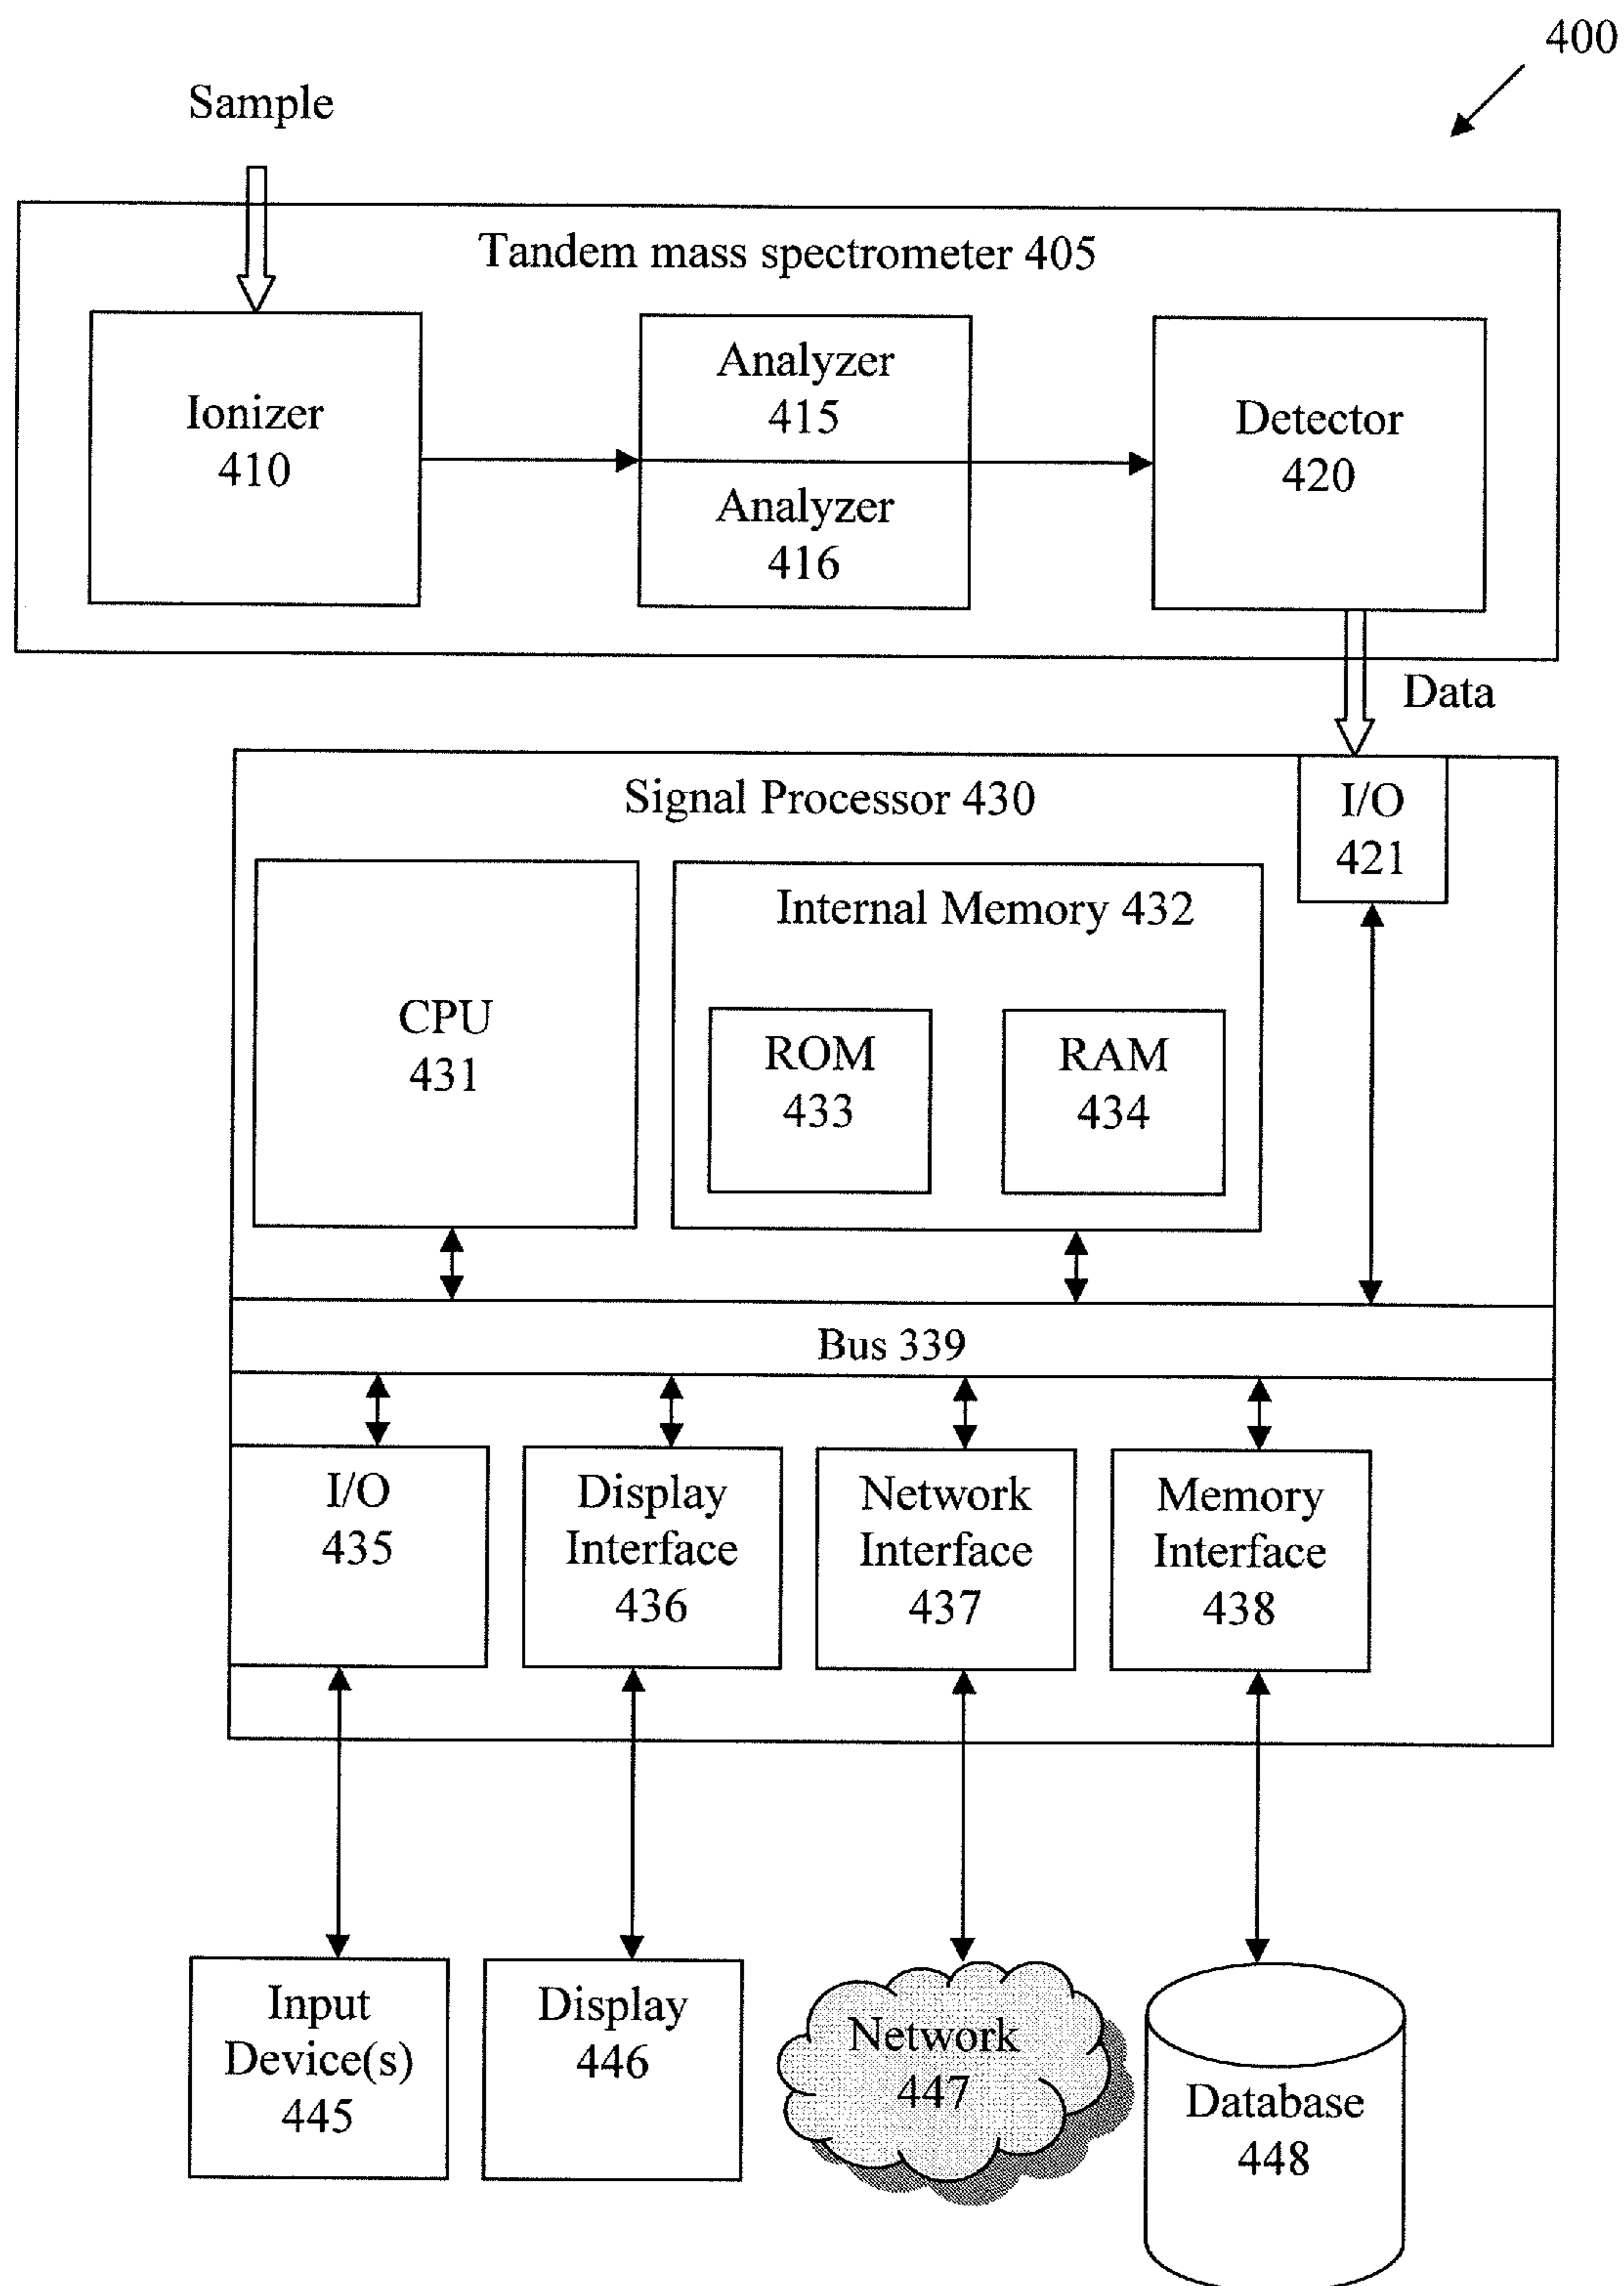 400
Sample
Tandem mass spectrometer 405
Ionizer
410
Analyzer
415
Analyzer
416
Detector
420
Data
Signal Processor 430
I/O
421
CPU
431
Internal Memory 432
ROM
433
RAM
434
Bus 339
I/O
435
Display
Interface
436
Network
Interface
437
Memory
Interface
438
Input
Device(s)
445
Display
446
Network
447
Database
448